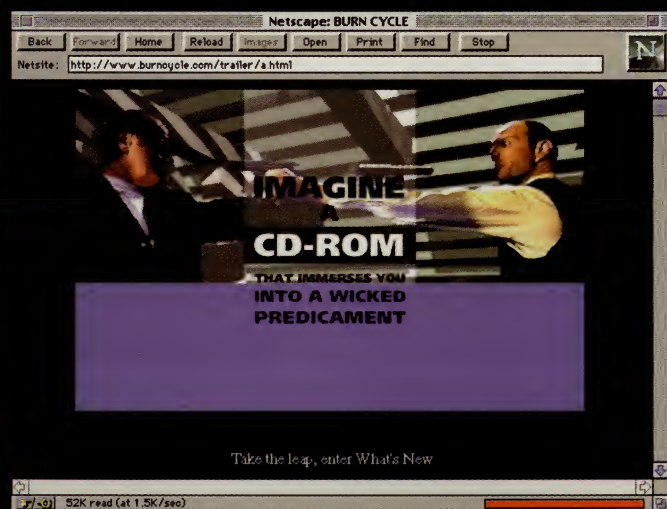 Netscape: BURN CYCLE
Back Forward Home Reload Images Open Print Find Stop
N
Netsite: http://www.burncycle.com/trailer/a.html
IMAGINE
A
CD-ROM
THAT IMMERSES YOU
INTO A WICKED
PREDICAMENT
Take the leap, enter What's New
52K read (at 1.5K/sec)